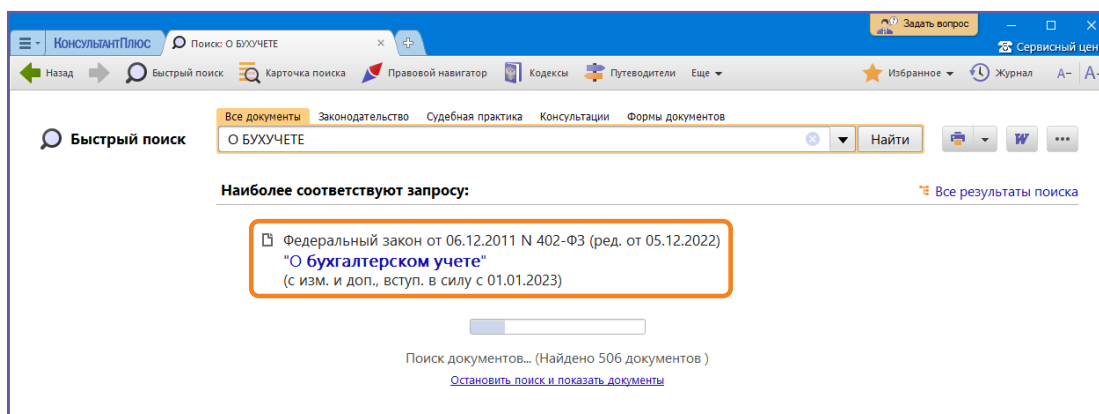 Задать вопрос
КонсультантПлюс
Поиск: О БУХУЧЕТЕ
Сервисный цен
Назад Быстрый поиск Карточка поиска Правовой навигатор Кодексы Путеводители Еще Избранное Журнал A− A-
Все документы Законодательство Судебная практика Консультации Формы документов
Быстрый поиск О БУХУЧЕТЕ Найти W
Наиболее соответствуют запросу: Все результаты поиска
Федеральный закон от 06.12.2011 N 402-ФЗ (ред. от 05.12.2022)
"О бухгалтерском учете"
(с изм. и доп., вступ. в силу с 01.01.2023)
Поиск документов... (Найдено 506 документов )
Остановить поиск и показать документы